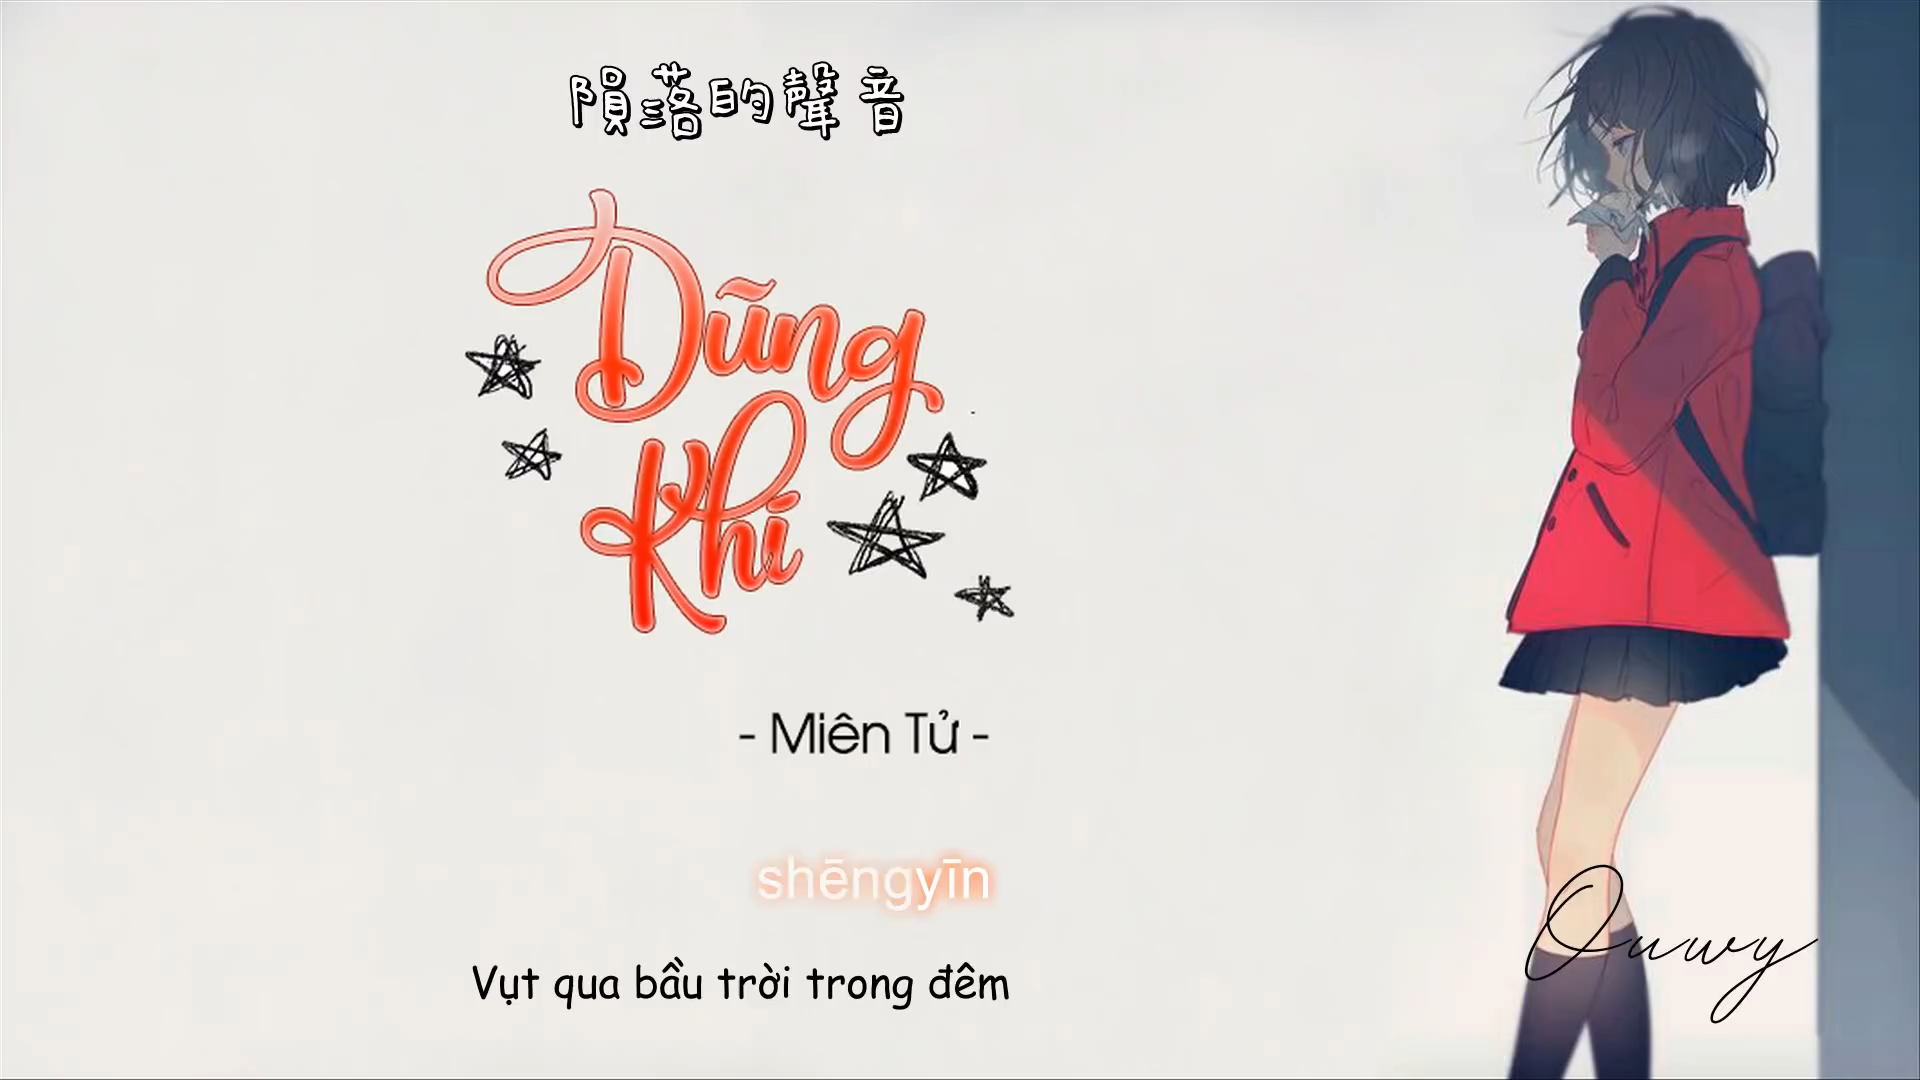 隕落的聲音
Dũng
Khí
- Miên Tử -
shēngyīn
Vụt qua bầu trời trong đêm
Ouwy